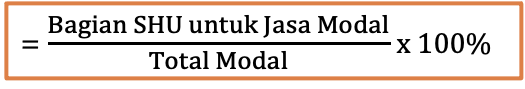 = Bagian SHU untuk Jasa Modal x 100%
Total Modal